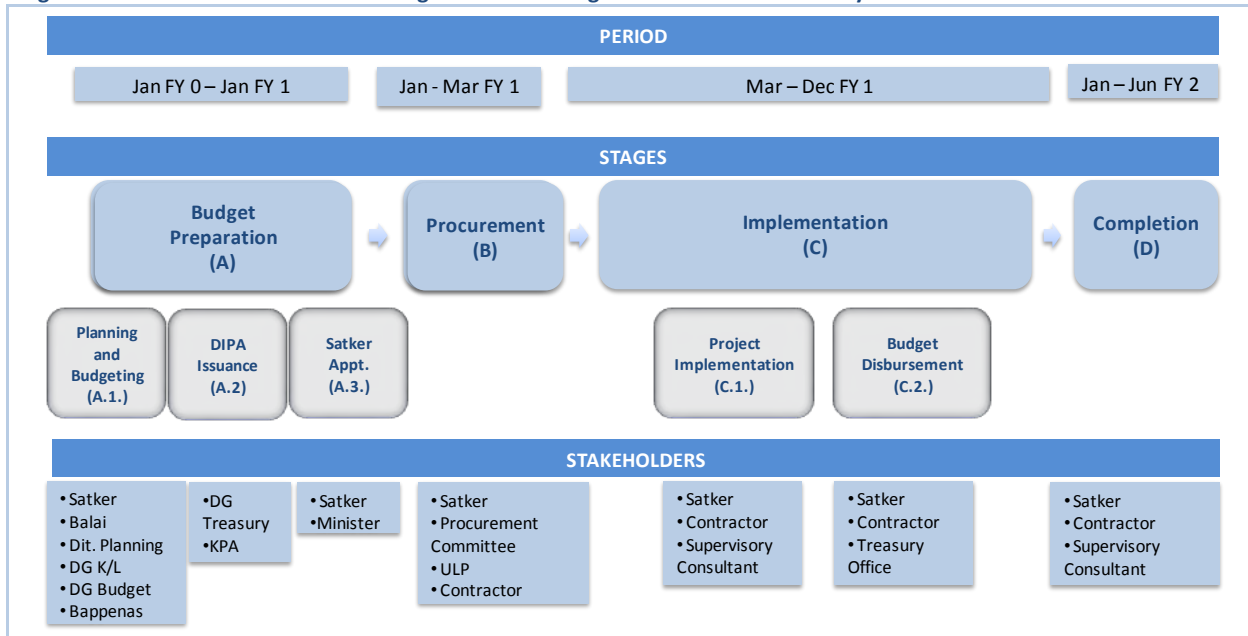 PERIOD
Jan FY 0 – Jan FY 1
Jan - Mar FY 1
Mar – Dec FY 1
Jan – Jun FY 2
STAGES
Budget
Preparation
(A)
Procurement
(B)
Implementation
(C)
Completion
(D)
Planning
and
Budgeting
(A.1.)
DIPA
Issuance
(A.2)
Satker
Appt.
(A.3.)
Project
Implementation
(C.1.)
Budget
Disbursement
(C.2.)
STAKEHOLDERS
• Satker
• Balai
• Dit. Planning
• DG K/L
• DG Budget
• Bappenas
•DG
Treasury
•KPA
• Satker
•Minister
• Satker
• Procurement
Committee
• ULP
• Contractor
• Satker
• Contractor
• Supervisory
Consultant
• Satker
• Contractor
• Treasury
Office
• Satker
• Contractor
• Supervisory
Consultant